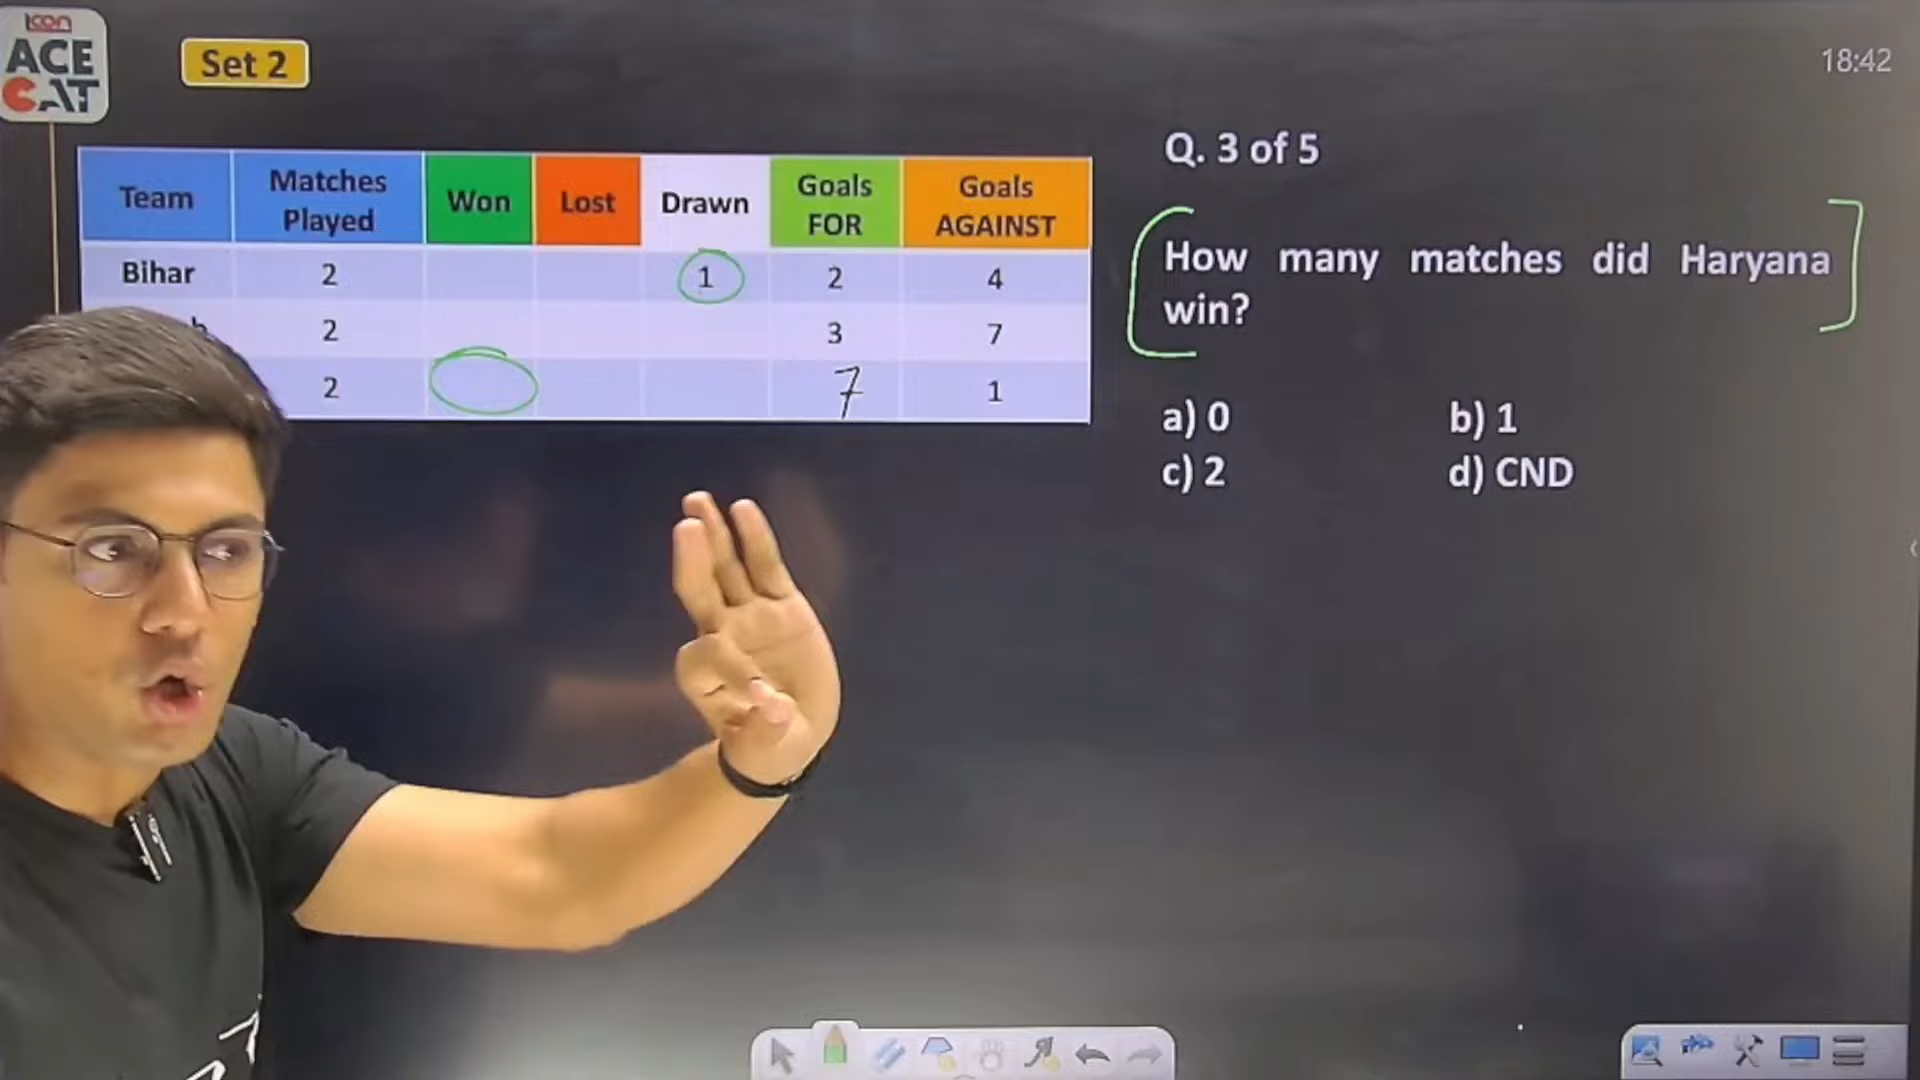 icon
ACE
CAT
Set 2
18:42
Team Matches Played Won Lost Drawn Goals FOR Goals AGAINST
Bihar 2 1 2 4
2 3 7
2 7 1
Q. 3 of 5
How many matches did Haryana
win?
a) 0 b) 1
c) 2 d) CND